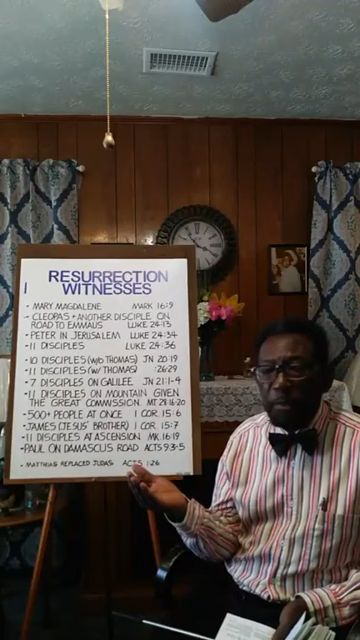 RESURRECTION
WITNESSES
- MARY MAGDALENE MARK 16:9
- CLEOPAS + ANOTHER DISCIPLE ON
ROAD TO EMMAUS LUKE 24:13
- PETER IN JERUSALEM LUKE 24:34
- 11 DISCIPLES LUKE 24:36
- 10 DISCIPLES (w/o THOMAS) JN 20:19
- 11 DISCIPLES (w/ THOMAS) :26-29
- 7 DISCIPLES ON GALILEE JN 21:1-4
- 11 DISCIPLES ON MOUNTAIN GIVEN
THE GREAT COMMISSION MT 28:16-20
- 500+ PEOPLE AT ONCE I COR. 15:6
- JAMES (JESUS' BROTHER) I COR. 15:7
- 11 DISCIPLES AT ASCENSION MK. 16:19
- PAUL ON DAMASCUS ROAD ACTS 9:3-5
- MATTHIAS REPLACED JUDAS ACTS 1:26